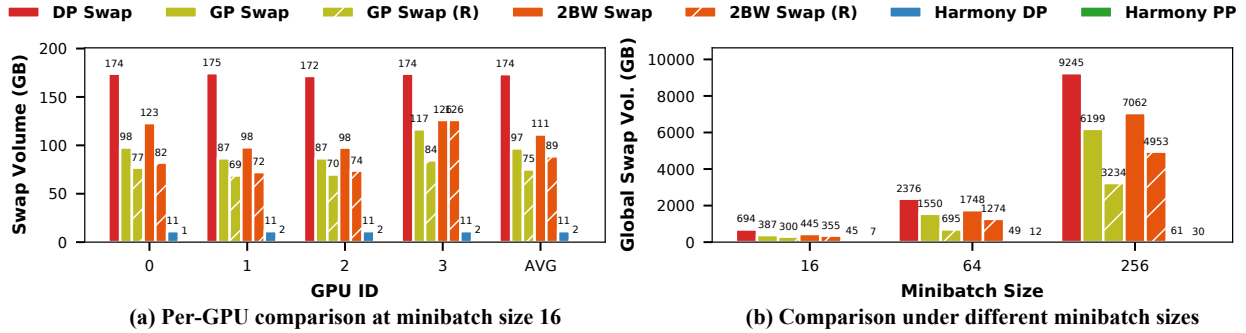 DP Swap GP Swap GP Swap (R) 2BW Swap 2BW Swap (R) Harmony DP Harmony PP
Swap Volume (GB)
200
150
100
50
0
174 98 77 123 82 11 1
175 87 69 98 72 11 2
172 87 70 98 74 11 2
174 117 84 126 126 11 2
174 97 75 111 89 11 2
0 1 2 3 AVG
GPU ID
(a) Per-GPU comparison at minibatch size 16
Global Swap Vol. (GB)
10000
8000
6000
4000
2000
0
694 387 300 445 355 45 7
2376 1550 695 1748 1274 49 12
9245 6199 3234 7062 4953 61 30
16 64 256
Minibatch Size
(b) Comparison under different minibatch sizes